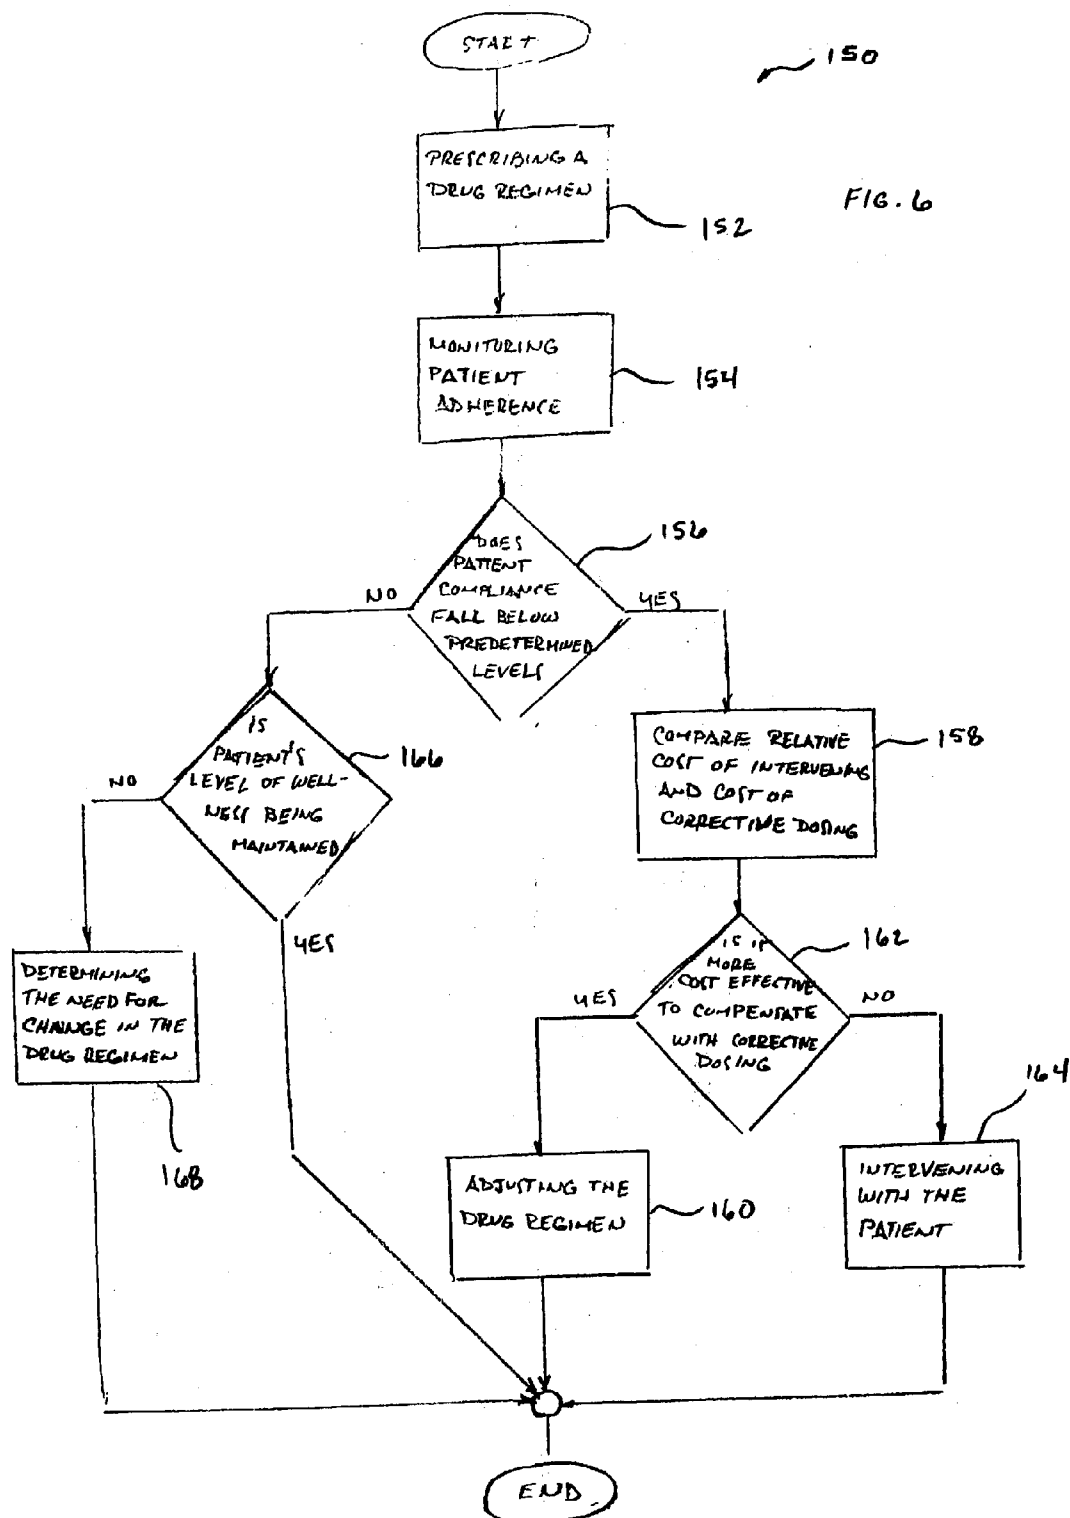 START
150
PRESCRIBING A
DRUG REGIMEN
152
FIG. 6
MONITORING
PATIENT
ADHERENCE
154
DOES
PATIENT
COMPLIANCE
FALL BELOW
PREDETERMINED
LEVELS
156
NO
YES
IS
PATIENT'S
LEVEL OF WELL-
NESS BEING
MAINTAINED
166
NO
YES
COMPARE RELATIVE
COST OF INTERVENING
AND COST OF
CORRECTIVE DOSING
158
IS IT
MORE
COST EFFECTIVE
TO COMPENSATE
WITH CORRECTIVE
DOSING
162
YES
NO
DETERMINING
THE NEED FOR
CHANGE IN THE
DRUG REGIMEN
168
ADJUSTING THE
DRUG REGIMEN
160
INTERVENING
WITH THE
PATIENT
164
END